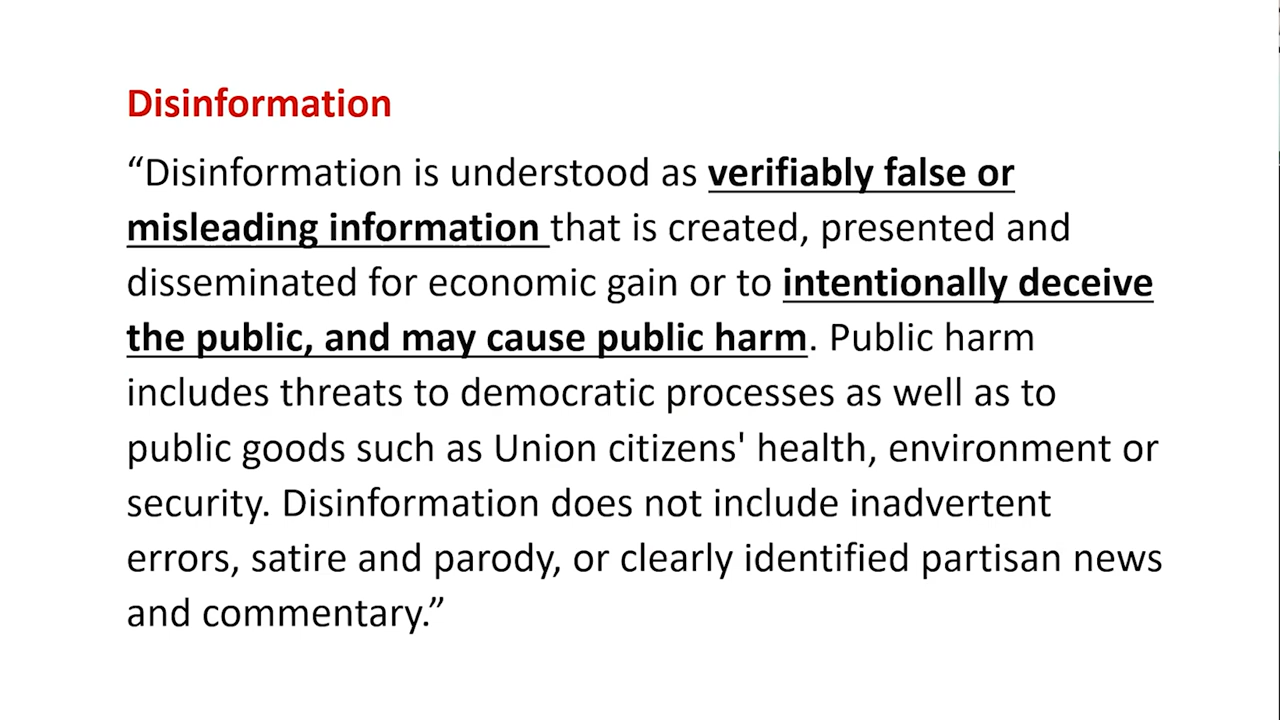 Disinformation
“Disinformation is understood as verifiably false or
misleading information that is created, presented and
disseminated for economic gain or to intentionally deceive
the public, and may cause public harm. Public harm
includes threats to democratic processes as well as to
public goods such as Union citizens' health, environment or
security. Disinformation does not include inadvertent
errors, satire and parody, or clearly identified partisan news
and commentary.”